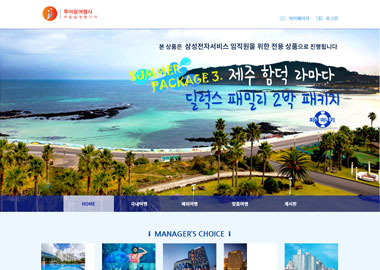 투어람여행사
마이페이지 로그인
본 상품은 삼성전자서비스 임직원을 위한 전용 상품으로 진행됩니다
SUMMER
PACKAGE 3. 제주 함덕 라마다
딜럭스 패밀리 2박 패키지
HOME 국내여행 해외여행 맞춤여행 게시판
MANAGER'S CHOICE